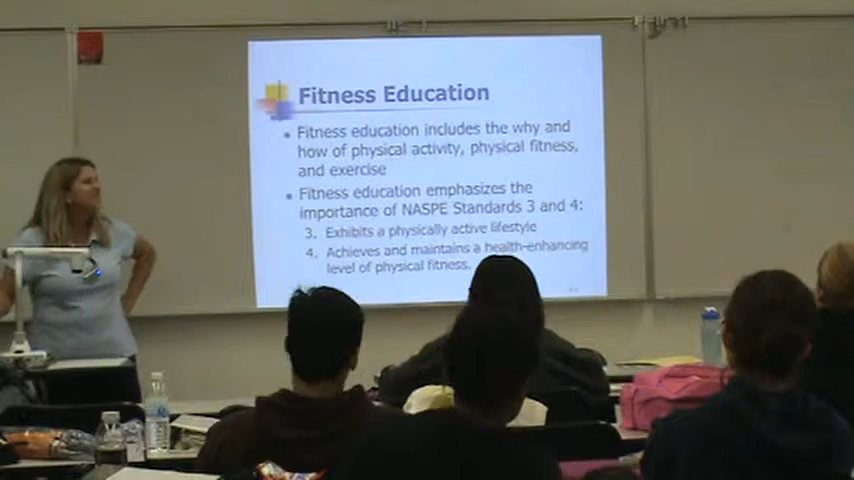 Fitness Education
Fitness education includes the why and
how of physical activity, physical fitness,
and exercise
Fitness education emphasizes the
importance of NASPE Standards 3 and 4:
3. Exhibits a physically active lifestyle
4. Achieves and maintains a health-enhancing
level of physical fitness.